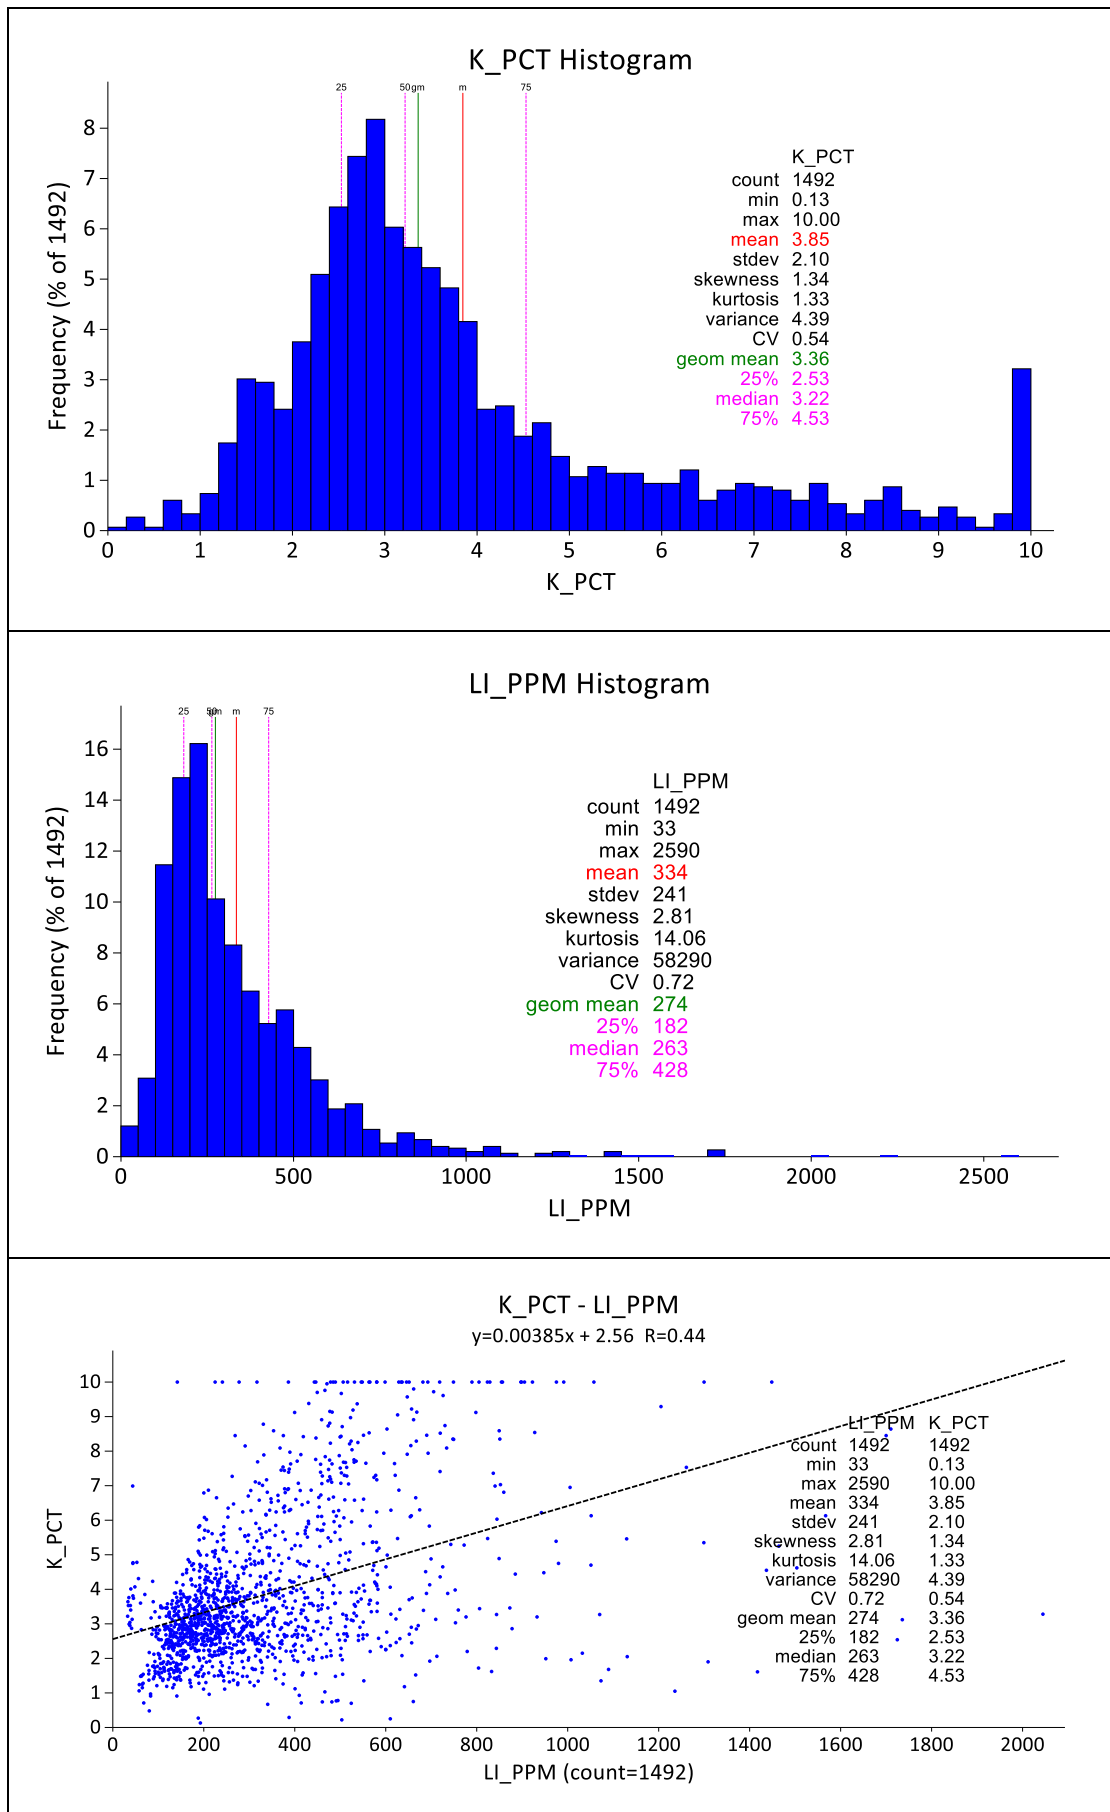 K_PCT Histogram
25 50 gm m 75
8
7
6
5
4
3
2
1
0
Frequency (% of 1492)
K_PCT
count 1492
min 0.13
max 10.00
mean 3.85
stdev 2.10
skewness 1.34
kurtosis 1.33
variance 4.39
CV 0.54
geom mean 3.36
25% 2.53
median 3.22
75% 4.53
0 1 2 3 4 5 6 7 8 9 10
K_PCT
LI_PPM Histogram
25 50 gm m 75
16
14
12
10
8
6
4
2
0
Frequency (% of 1492)
LI_PPM
count 1492
min 33
max 2590
mean 334
stdev 241
skewness 2.81
kurtosis 14.06
variance 58290
CV 0.72
geom mean 274
25% 182
median 263
75% 428
0 500 1000 1500 2000 2500
LI_PPM
K_PCT - LI_PPM
y=0.00385x + 2.56 R=0.44
10
9
8
7
6
5
4
3
2
1
0
K_PCT
LI_PPM K_PCT
count 1492 1492
min 33 0.13
max 2590 10.00
mean 334 3.85
stdev 241 2.10
skewness 2.81 1.34
kurtosis 14.06 1.33
variance 58290 4.39
CV 0.72 0.54
geom mean 274 3.36
25% 182 2.53
median 263 3.22
75% 428 4.53
0 200 400 600 800 1000 1200 1400 1600 1800 2000
LI_PPM (count=1492)